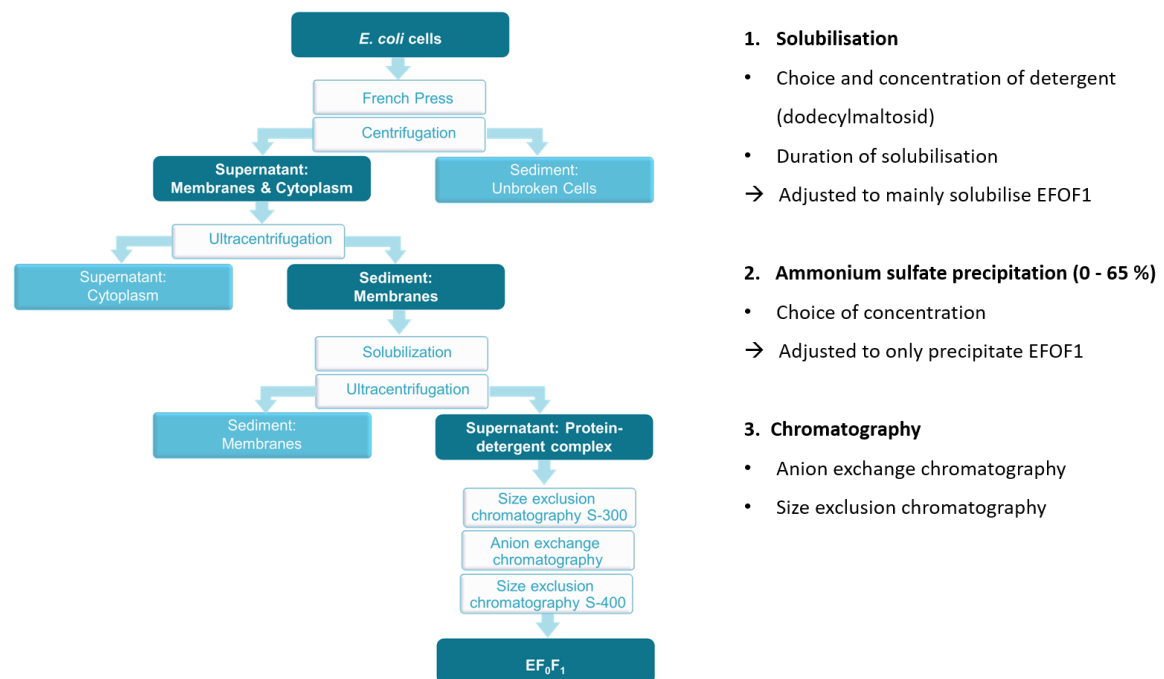 E. coli cells
French Press
Centrifugation
Supernatant:
Membranes & Cytoplasm
Sediment:
Unbroken Cells
Ultracentrifugation
Supernatant:
Cytoplasm
Sediment:
Membranes
Solubilization
Ultracentrifugation
Sediment:
Membranes
Supernatant: Protein-
detergent complex
Size exclusion
chromatography S-300
Anion exchange
chromatography
Size exclusion
chromatography S-400
EF₀F₁
1. Solubilisation
• Choice and concentration of detergent
(dodecylmaltosid)
• Duration of solubilisation
→ Adjusted to mainly solubilise EFOF1
2. Ammonium sulfate precipitation (0 - 65 %)
• Choice of concentration
→ Adjusted to only precipitate EFOF1
3. Chromatography
• Anion exchange chromatography
• Size exclusion chromatography